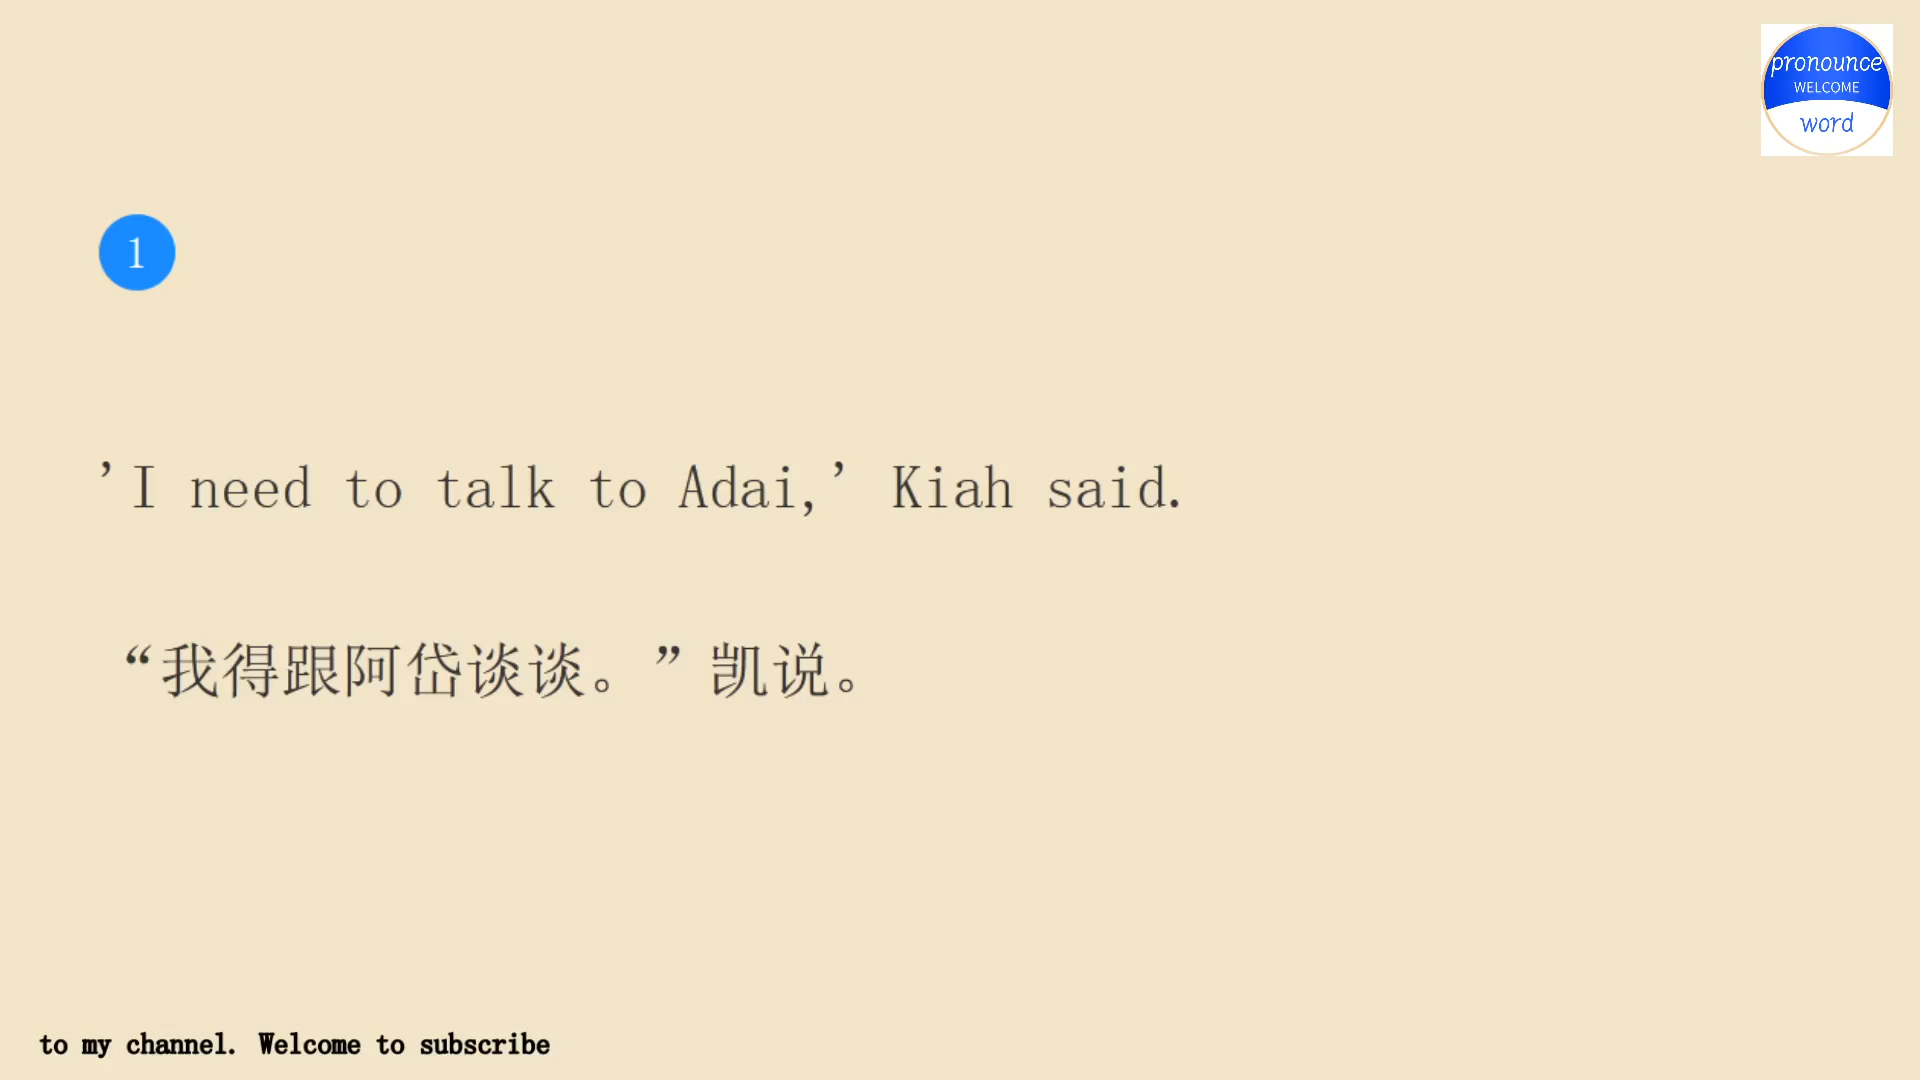 pronounce
WELCOME
word
1
'I need to talk to Adai,' Kiah said.
“我得跟阿岱谈谈。”凯说。
to my channel. Welcome to subscribe